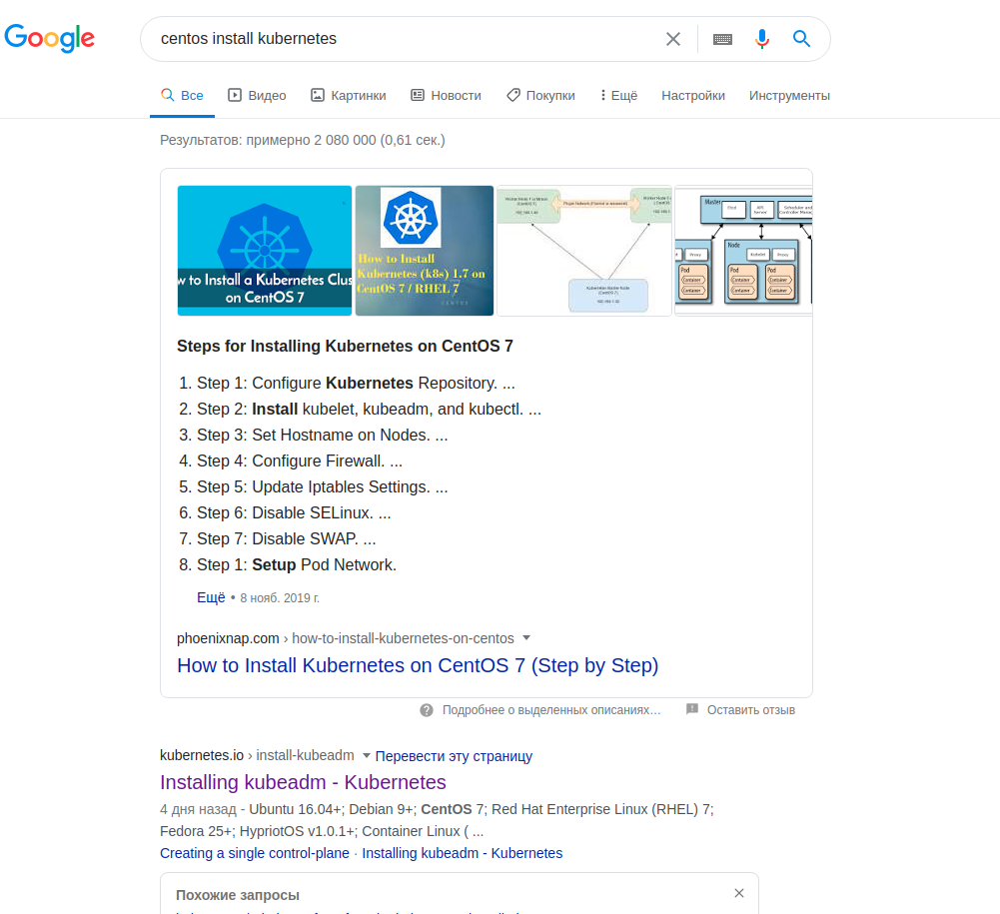 Google
centos install kubernetes
Все
Видео
Картинки
Новости
Покупки
Ещё
Настройки
Инструменты
Результатов: примерно 2 080 000 (0,61 сек.)
w to Install a Kubernetes Clus
on CentOS 7
How to Install
Kubernetes (k8s) 1.7 on
CentOS 7 / RHEL 7
Master
Node
Pod
Pod
Pod
Steps for Installing Kubernetes on CentOS 7
1. Step 1: Configure Kubernetes Repository. ...
2. Step 2: Install kubelet, kubeadm, and kubectl. ...
3. Step 3: Set Hostname on Nodes. ...
4. Step 4: Configure Firewall. ...
5. Step 5: Update Iptables Settings. ...
6. Step 6: Disable SELinux. ...
7. Step 7: Disable SWAP. ...
8. Step 1: Setup Pod Network.
Ещё • 8 нояб. 2019 г.
phoenixnap.com › how-to-install-kubernetes-on-centos
How to Install Kubernetes on CentOS 7 (Step by Step)
Подробнее о выделенных описаниях…
Оставить отзыв
kubernetes.io › install-kubeadm
Перевести эту страницу
Installing kubeadm - Kubernetes
4 дня назад - Ubuntu 16.04+; Debian 9+; CentOS 7; Red Hat Enterprise Linux (RHEL) 7;
Fedora 25+; HypriotOS v1.0.1+; Container Linux ( ...
Creating a single control-plane · Installing kubeadm - Kubernetes
Похожие запросы